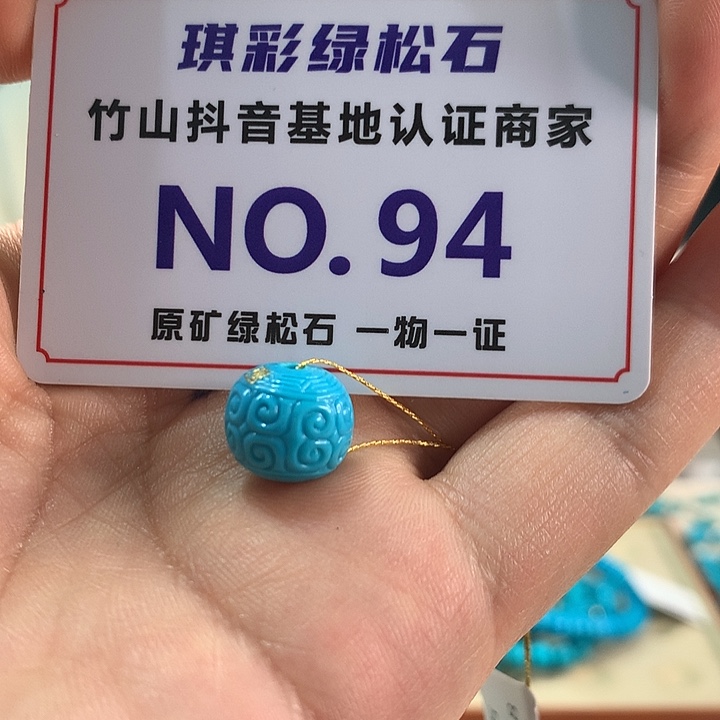 琪彩绿松石
竹山抖音基地认证商家
NO. 94
原矿绿松石 一物一证